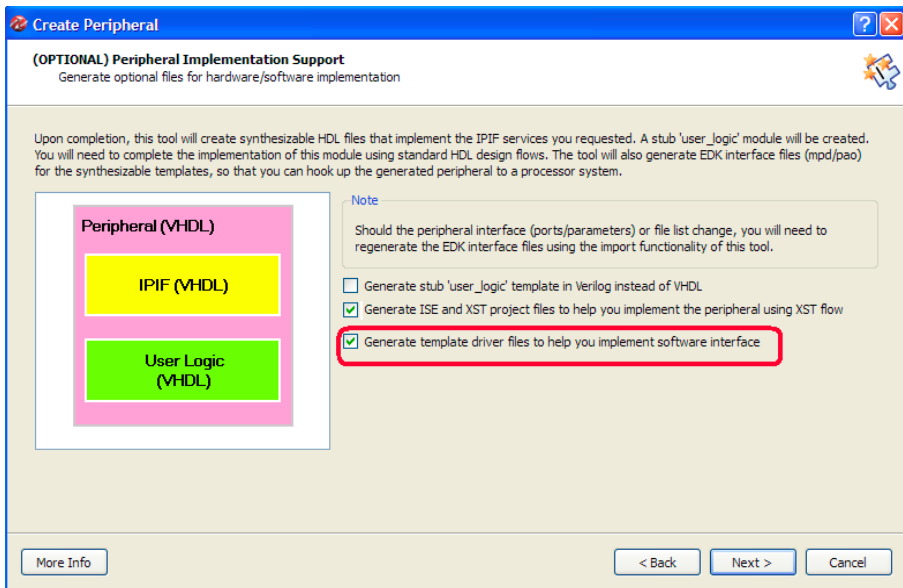 Create Peripheral
(OPTIONAL) Peripheral Implementation Support
Generate optional files for hardware/software implementation
Upon completion, this tool will create synthesizable HDL files that implement the IPIF services you requested. A stub 'user_logic' module will be created.
You will need to complete the implementation of this module using standard HDL design flows. The tool will also generate EDK interface files (mpd/pao)
for the synthesizable templates, so that you can hook up the generated peripheral to a processor system.
Peripheral (VHDL)
IPIF (VHDL)
User Logic
(VHDL)
Note
Should the peripheral interface (ports/parameters) or file list change, you will need to
regenerate the EDK interface files using the import functionality of this tool.
Generate stub 'user_logic' template in Verilog instead of VHDL
Generate ISE and XST project files to help you implement the peripheral using XST flow
Generate template driver files to help you implement software interface
More Info
< Back
Next >
Cancel